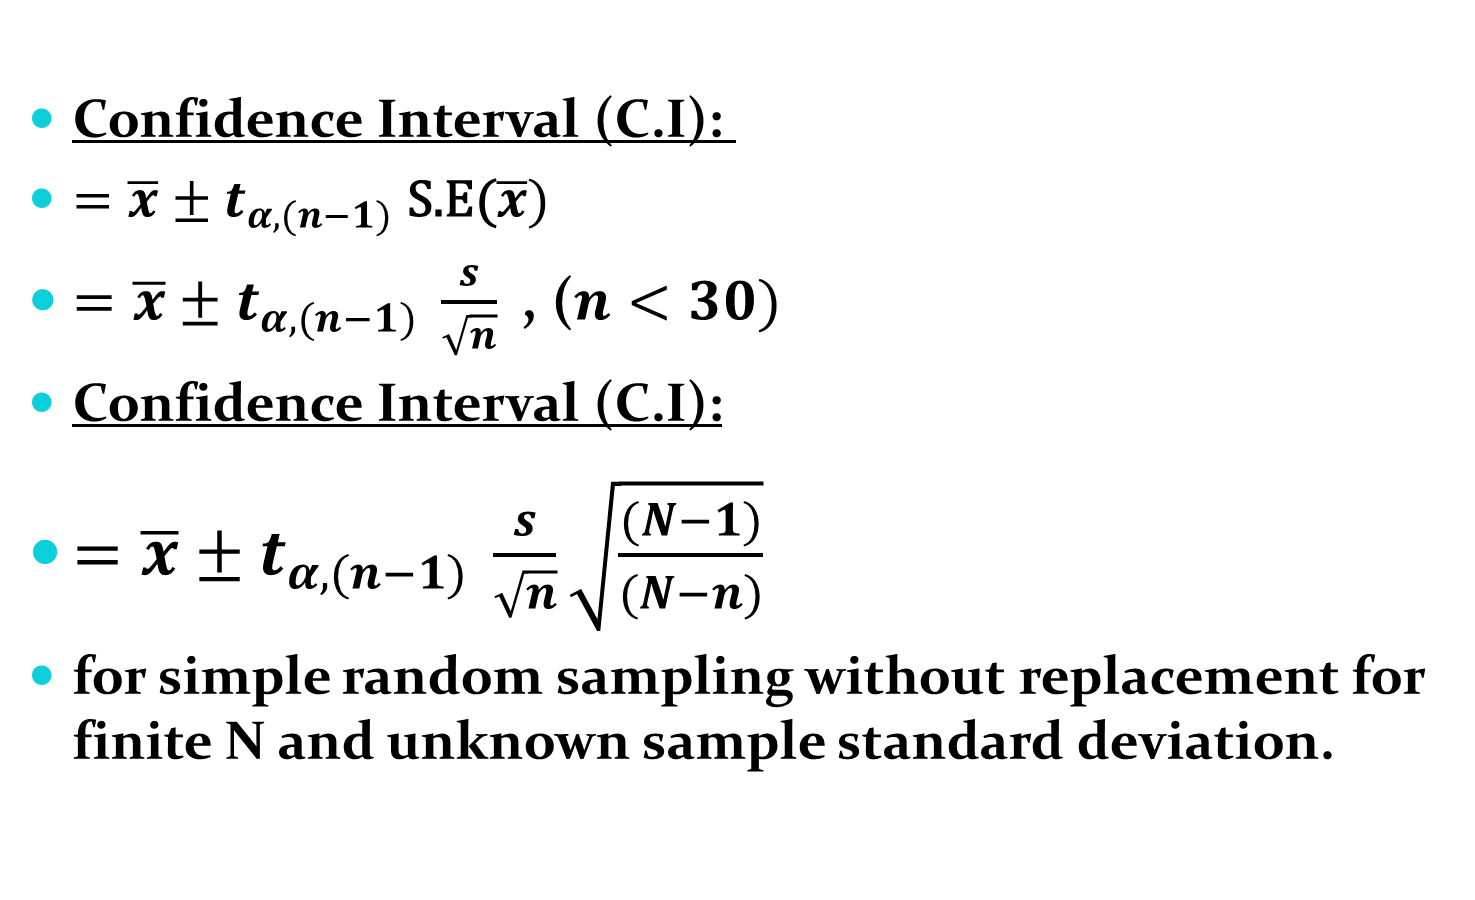 • Confidence Interval (C.I):
• = x̄ ± t_{α,(n−1)} S.E(x̄)
• = x̄ ± t_{α,(n−1)} s/√n , (n < 30)
• Confidence Interval (C.I):
• = x̄ ± t_{α,(n−1)} s/√n √((N−1)/(N−n))
• for simple random sampling without replacement for
finite N and unknown sample standard deviation.